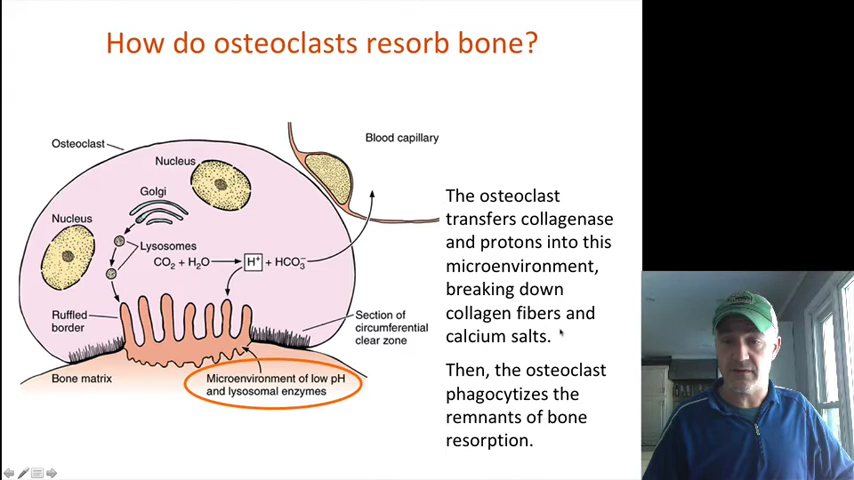 How do osteoclasts resorb bone?
Osteoclast
Nucleus
Blood capillary
Golgi
Nucleus
Lysosomes
CO₂ + H₂O
H⁺ + HCO₃⁻
Ruffled
border
Section of
circumferential
clear zone
Bone matrix
Microenvironment of low pH
and lysosomal enzymes
The osteoclast
transfers collagenase
and protons into this
microenvironment,
breaking down
collagen fibers and
calcium salts.
Then, the osteoclast
phagocytizes the
remnants of bone
resorption.